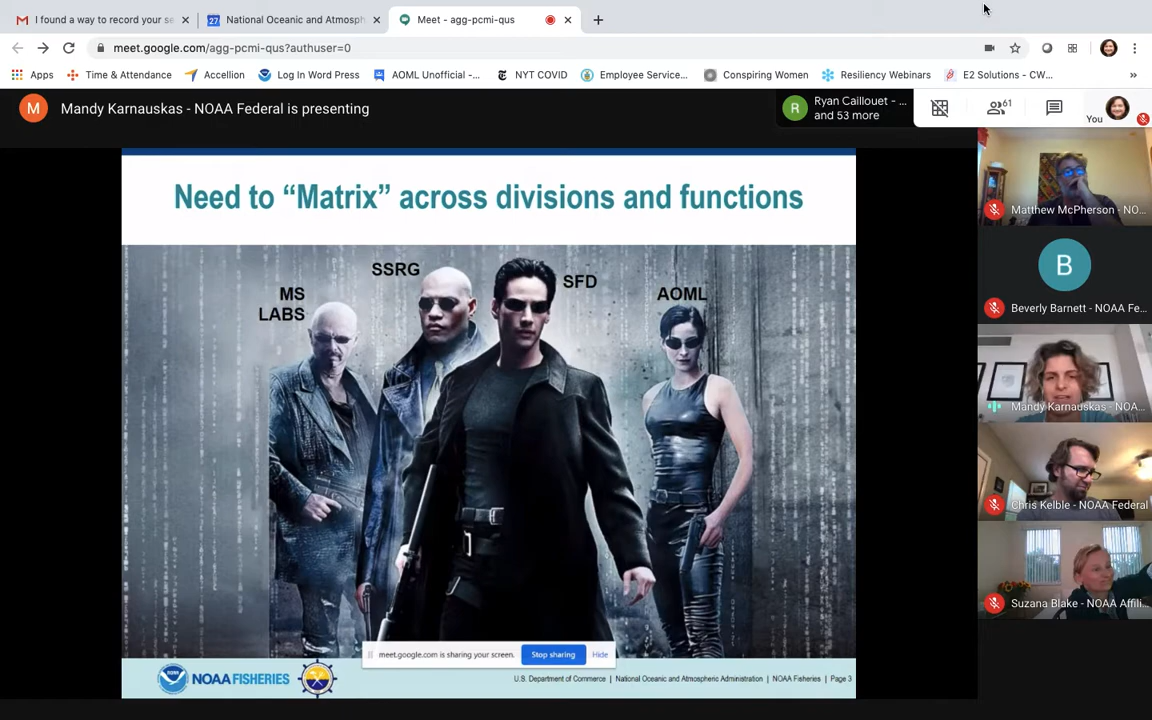 I found a way to record your se
27
National Oceanic and Atmosph
Meet - agg-pcmi-qus
meet.google.com/agg-pcmi-qus?authuser=0
Apps
Time & Attendance
Accellion
Log In Word Press
AOML Unofficial -...
NYT COVID
Employee Service...
Conspiring Women
Resiliency Webinars
E2 Solutions - CW...
»
M
Mandy Karnauskas - NOAA Federal is presenting
R
Ryan Caillouet - ...
and 53 more
61
You
Need to “Matrix” across divisions and functions
MS
LABS
SSRG
SFD
AOML
meet.google.com is sharing your screen.
Stop sharing
Hide
NOAA FISHERIES
U.S. Department of Commerce | National Oceanic and Atmospheric Administration | NOAA Fisheries | Page 3
Matthew McPherson - NO...
B
Beverly Barnett - NOAA Fe...
Mandy Karnauskas - NOA...
Chris Kelble - NOAA Federal
Suzana Blake - NOAA Affili...